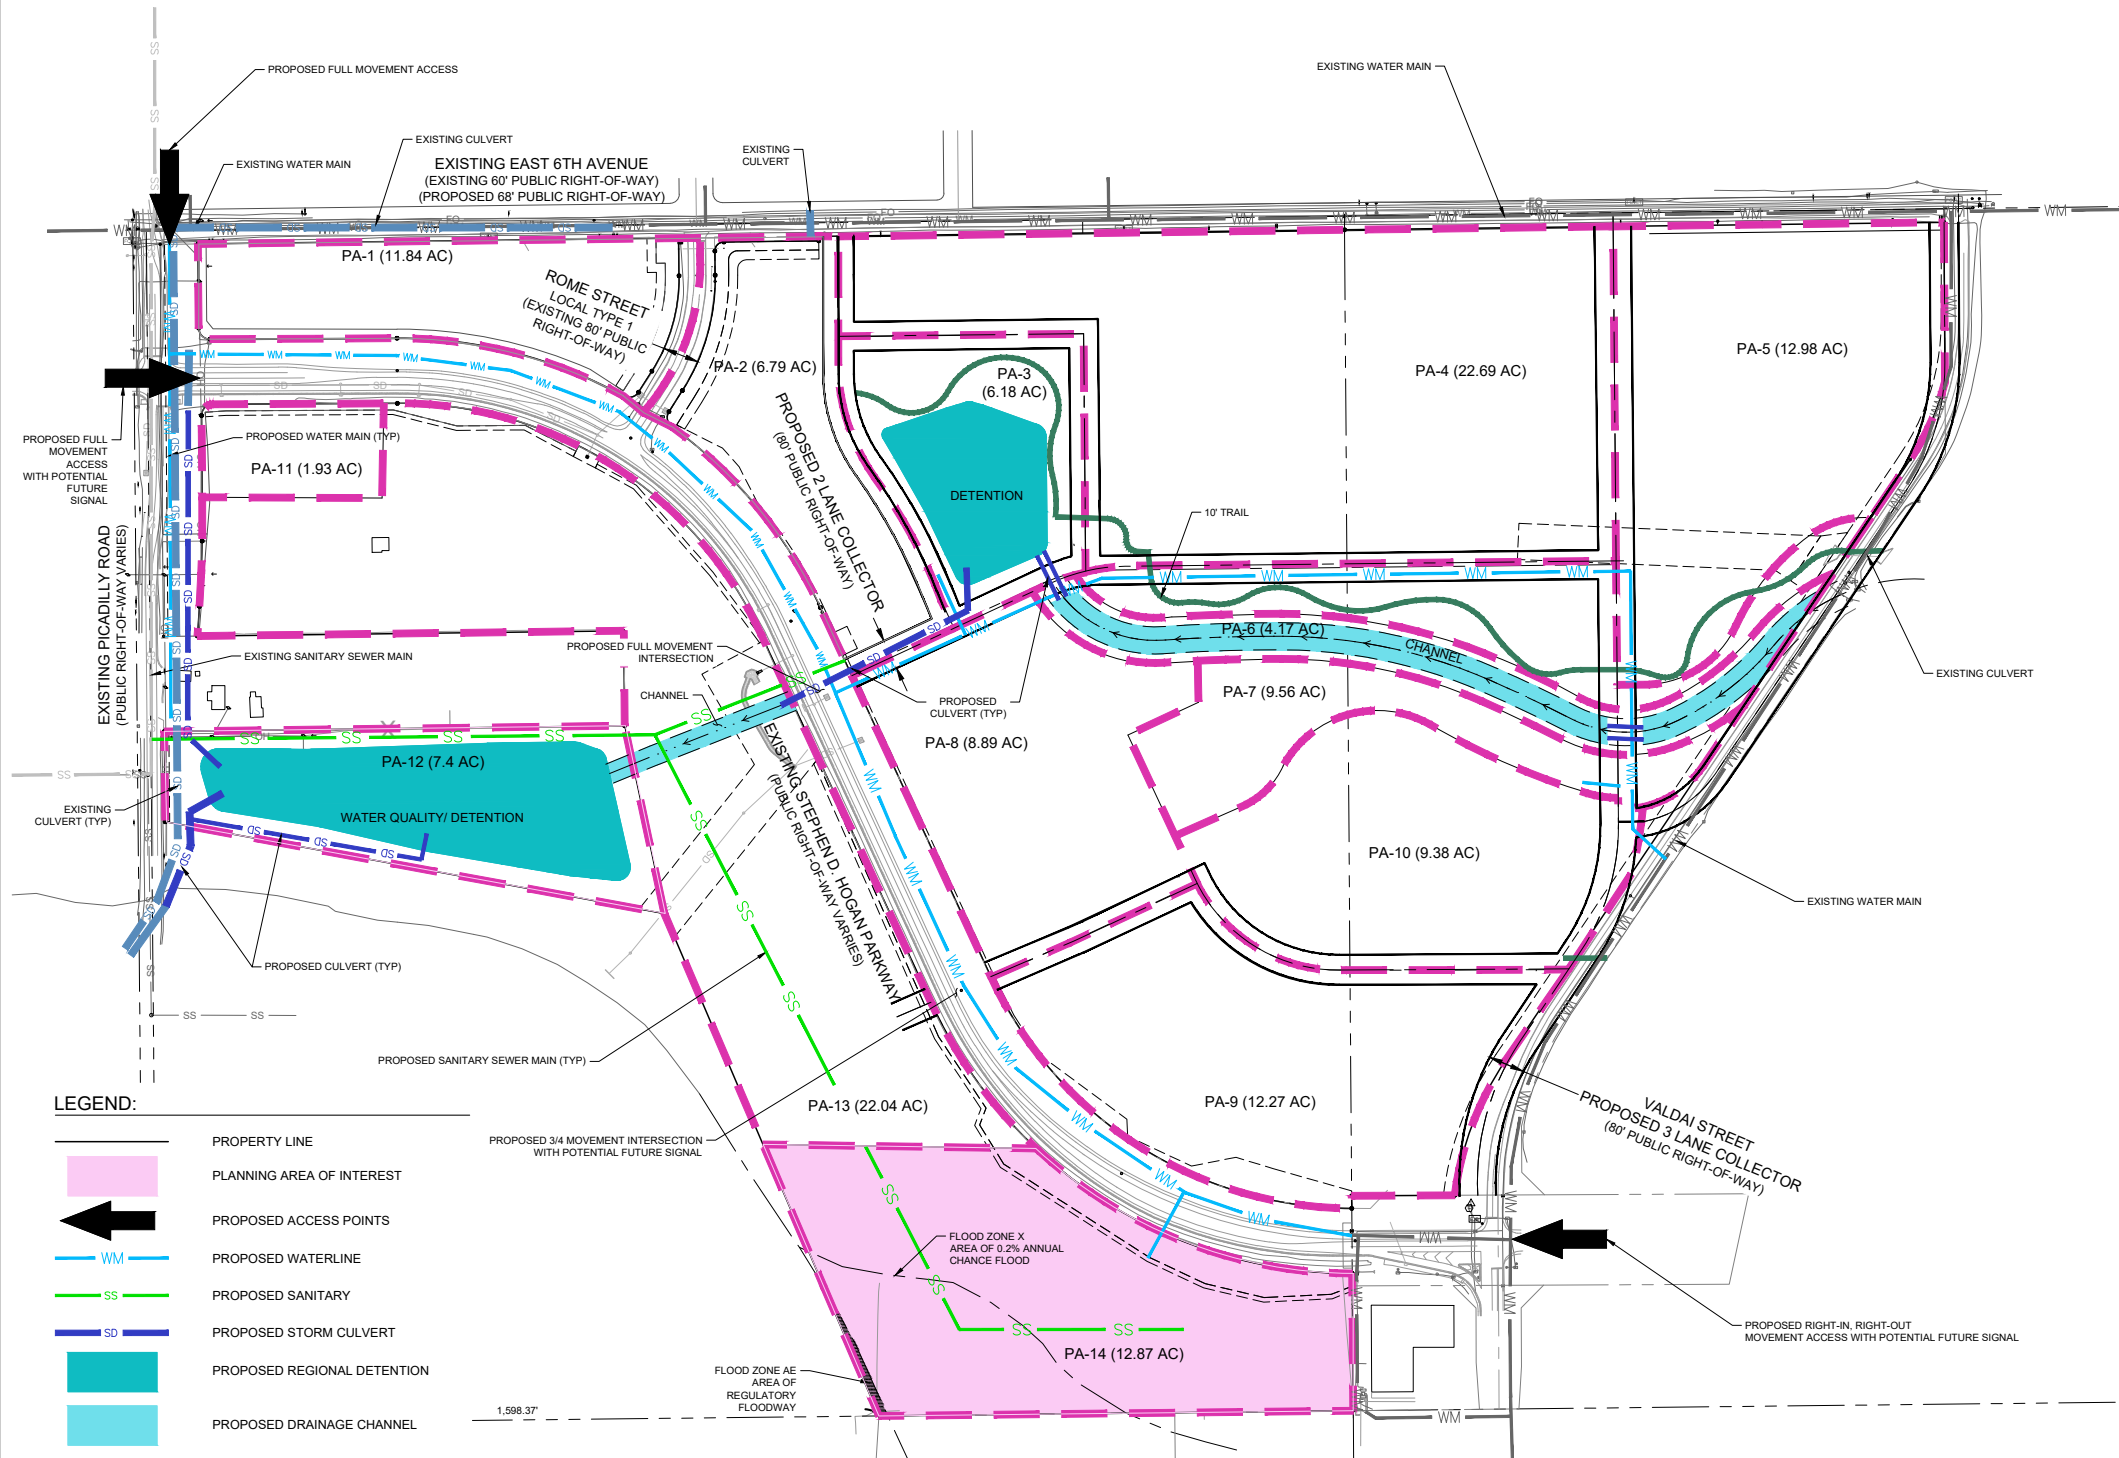 PROPOSED FULL MOVEMENT ACCESS
EXISTING WATER MAIN
EXISTING CULVERT
EXISTING WATER MAIN
EXISTING EAST 6TH AVENUE
(EXISTING 60' PUBLIC RIGHT-OF-WAY)
(PROPOSED 68' PUBLIC RIGHT-OF-WAY)
EXISTING
CULVERT
PA-1 (11.84 AC)
ROME STREET
LOCAL TYPE 1
(EXISTING 80' PUBLIC
RIGHT-OF-WAY)
PA-2 (6.79 AC)
PA-3
(6.18 AC)
PA-4 (22.69 AC)
PA-5 (12.98 AC)
PROPOSED FULL
MOVEMENT
ACCESS
WITH POTENTIAL
FUTURE
SIGNAL
PROPOSED WATER MAIN (TYP)
PA-11 (1.93 AC)
PROPOSED 2 LANE COLLECTOR
(80' PUBLIC RIGHT-OF-WAY)
DETENTION
10' TRAIL
EXISTING PICADILLY ROAD
(PUBLIC RIGHT-OF-WAY VARIES)
EXISTING SANITARY SEWER MAIN
PROPOSED FULL MOVEMENT
INTERSECTION
CHANNEL
PA-6 (4.17 AC)
CHANNEL
EXISTING CULVERT
PA-7 (9.56 AC)
PROPOSED
CULVERT (TYP)
PA-8 (8.89 AC)
PA-12 (7.4 AC)
WATER QUALITY/ DETENTION
EXISTING
CULVERT (TYP)
EXISTING STEPHEN D. HOGAN PARKWAY
(PUBLIC RIGHT-OF-WAY VARRIES)
PA-10 (9.38 AC)
EXISTING WATER MAIN
PROPOSED CULVERT (TYP)
PROPOSED SANITARY SEWER MAIN (TYP)
PA-13 (22.04 AC)
PA-9 (12.27 AC)
VALDAI STREET
PROPOSED 3 LANE COLLECTOR
(80' PUBLIC RIGHT-OF-WAY)
PROPOSED 3/4 MOVEMENT INTERSECTION
WITH POTENTIAL FUTURE SIGNAL
FLOOD ZONE X
AREA OF 0.2% ANNUAL
CHANCE FLOOD
PA-14 (12.87 AC)
PROPOSED RIGHT-IN, RIGHT-OUT
MOVEMENT ACCESS WITH POTENTIAL FUTURE SIGNAL
FLOOD ZONE AE
AREA OF
REGULATORY
FLOODWAY
1,598.37'
LEGEND:
PROPERTY LINE
PLANNING AREA OF INTEREST
PROPOSED ACCESS POINTS
WM PROPOSED WATERLINE
SS PROPOSED SANITARY
SD PROPOSED STORM CULVERT
PROPOSED REGIONAL DETENTION
PROPOSED DRAINAGE CHANNEL